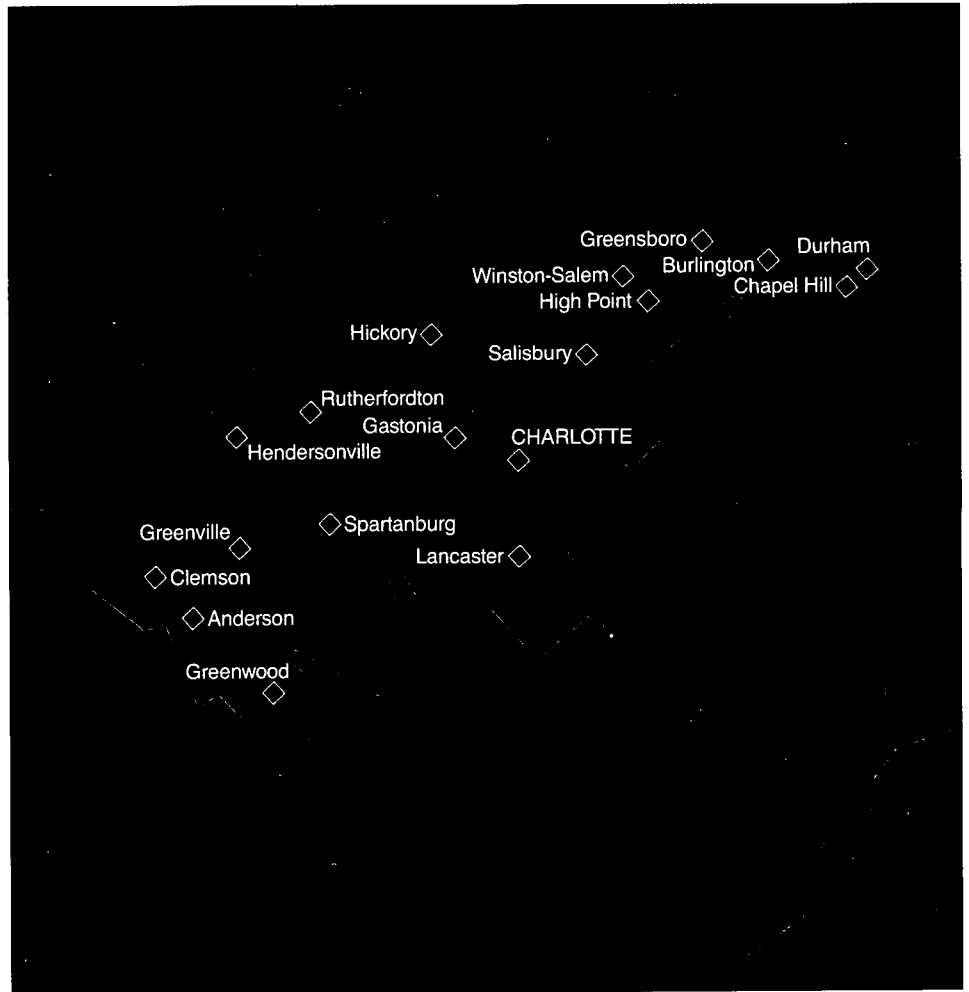 Greensboro
Durham
Burlington
Winston-Salem
Chapel Hill
High Point
Hickory
Salisbury
Rutherfordton
Gastonia
CHARLOTTE
Hendersonville
Spartanburg
Greenville
Lancaster
Clemson
Anderson
Greenwood